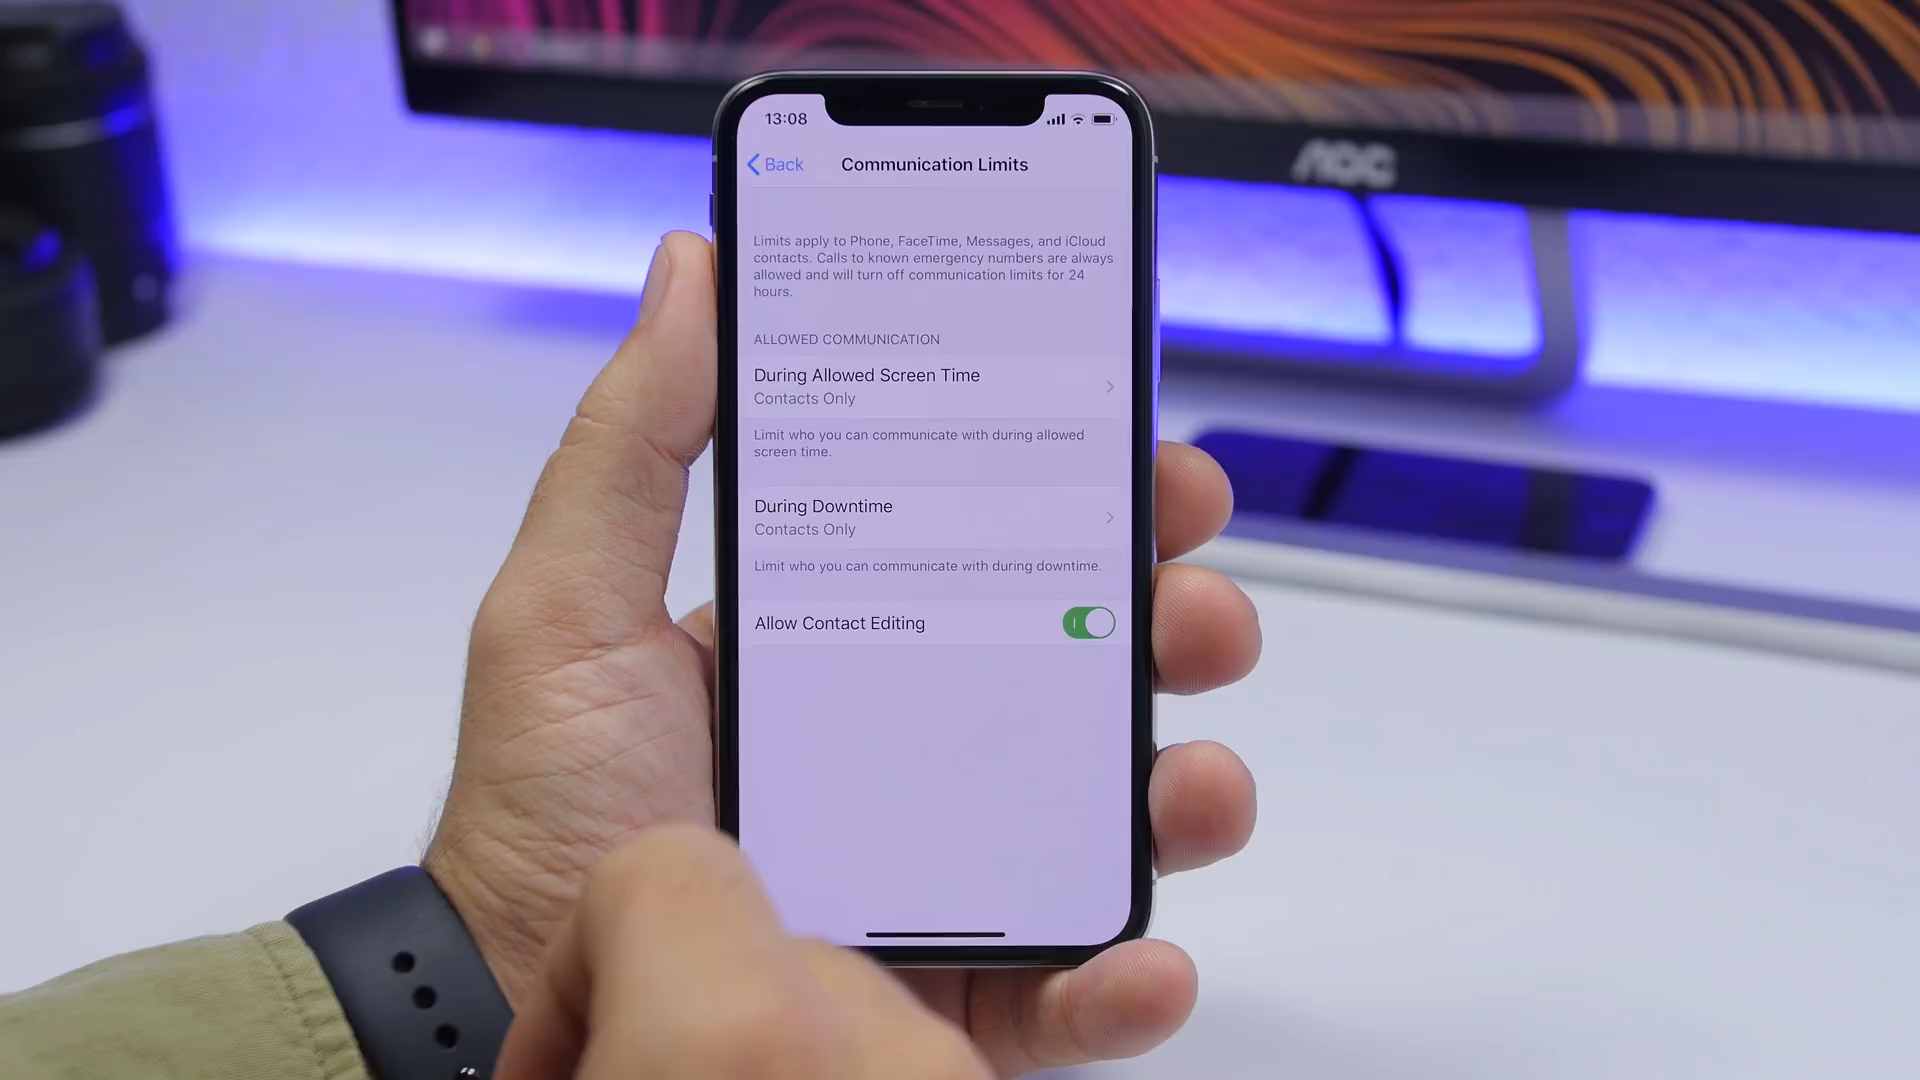 AOC
13:08
Back
Communication Limits
Limits apply to Phone, FaceTime, Messages, and iCloud
contacts. Calls to known emergency numbers are always
allowed and will turn off communication limits for 24
hours.
ALLOWED COMMUNICATION
During Allowed Screen Time
Contacts Only
Limit who you can communicate with during allowed
screen time.
During Downtime
Contacts Only
Limit who you can communicate with during downtime.
Allow Contact Editing